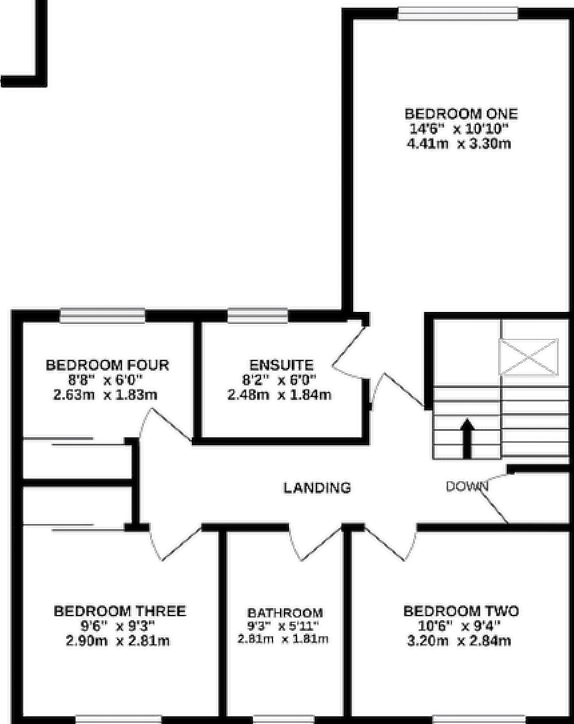 BEDROOM ONE
14'6" x 10'10"
4.41m x 3.30m
BEDROOM FOUR
8'8" x 6'0"
2.63m x 1.83m
ENSUITE
8'2" x 6'0"
2.48m x 1.84m
LANDING
DOWN
BEDROOM THREE
9'6" x 9'3"
2.90m x 2.81m
BATHROOM
9'3" x 5'11"
2.81m x 1.81m
BEDROOM TWO
10'6" x 9'4"
3.20m x 2.84m